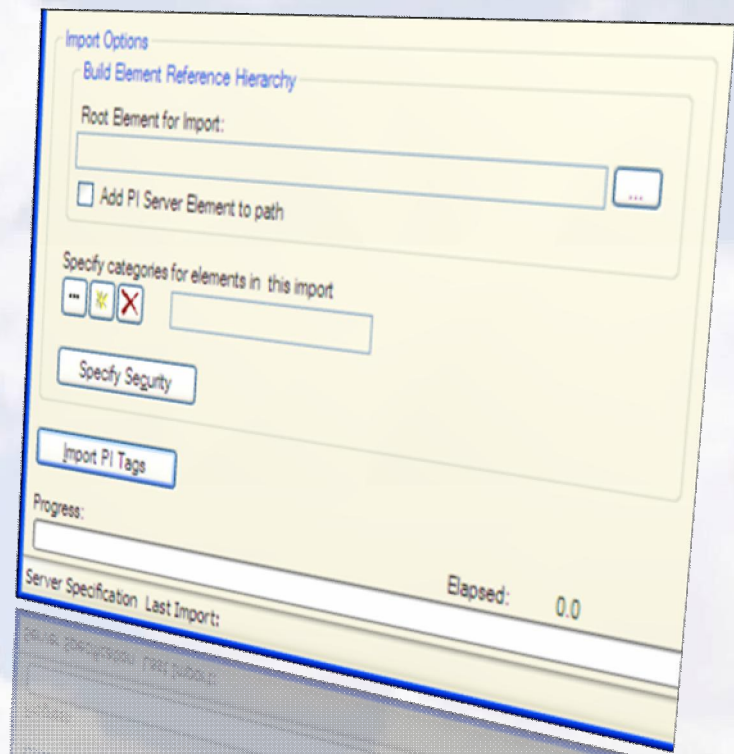 Import Options
Build Element Reference Hierarchy
Root Element for Import:
...
Add PI Server Element to path
Specify categories for elements in this import
...
Specify Security
Import PI Tags
Progress:
Elapsed: 0.0
Server Specification Last Import: